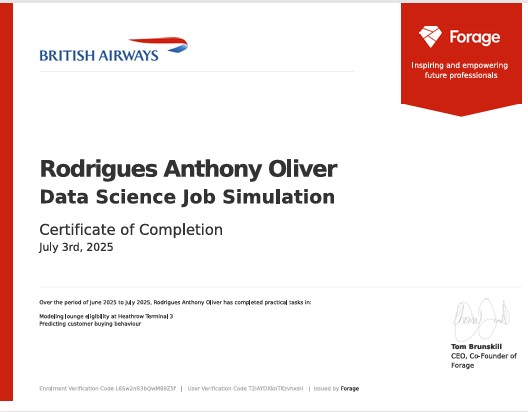 BRITISH AIRWAYS
Forage
Inspiring and empowering
future professionals
Rodrigues Anthony Oliver
Data Science Job Simulation
Certificate of Completion
July 3rd, 2025
Over the period of June 2025 to July 2025, Rodrigues Anthony Oliver has completed practical tasks in:
Modeling lounge eligibility at Heathrow Terminal 3
Predicting customer buying behaviour
Tom Brunskill
CEO, Co-Founder of
Forage
Enrolment Verification Code | User Verification Code | Issued by Forage